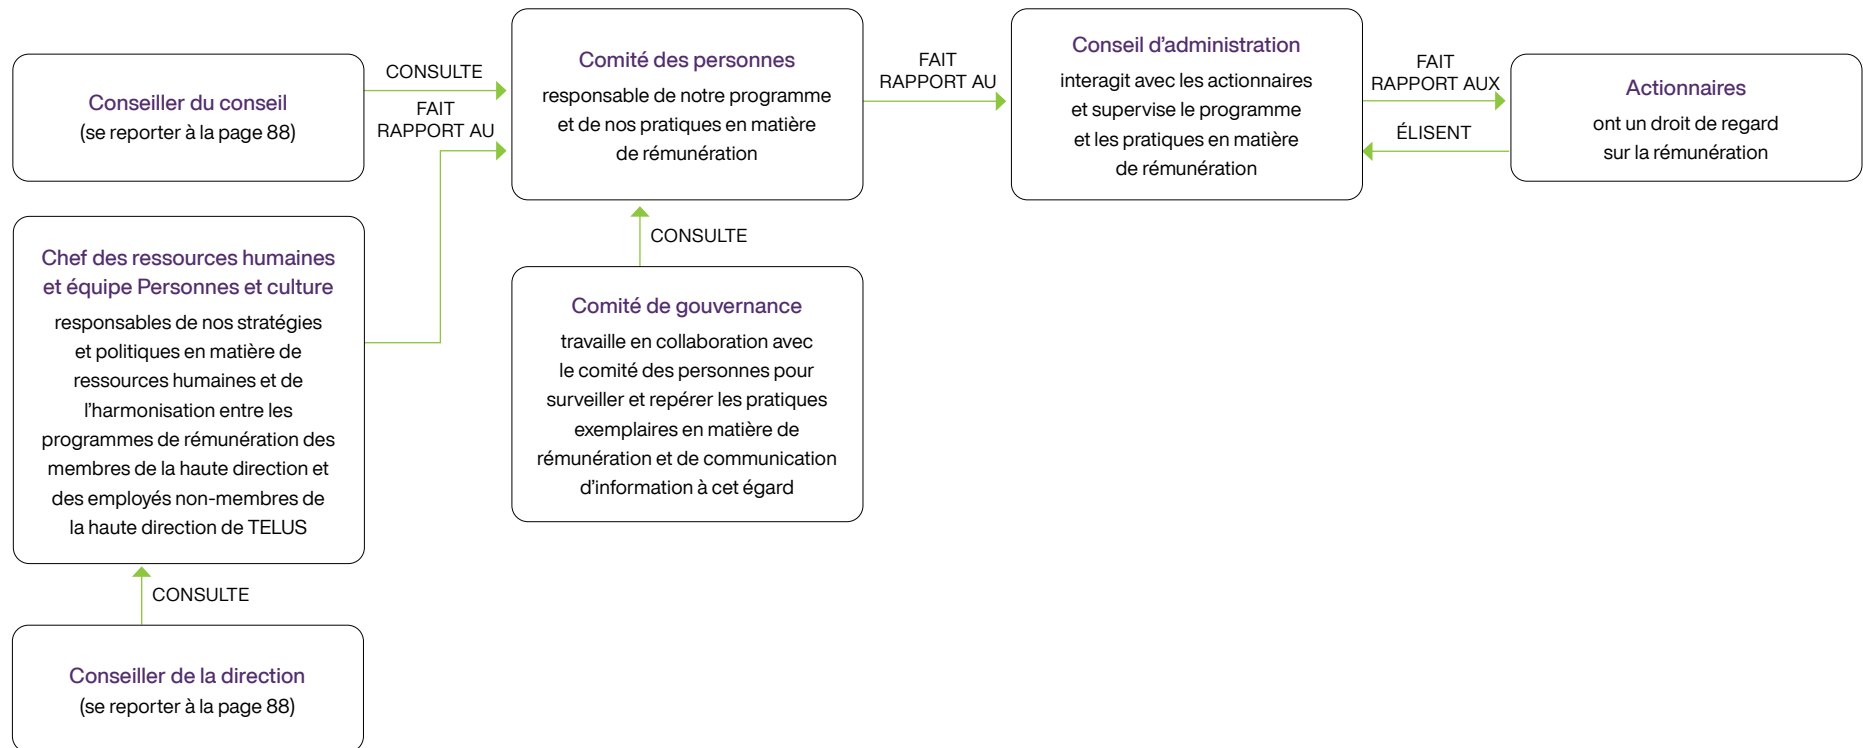 Conseiller du conseil
(se reporter à la page 88)
CONSULTE
FAIT
RAPPORT AU
Comité des personnes
responsable de notre programme
et de nos pratiques en matière
de rémunération
FAIT
RAPPORT AU
Conseil d'administration
interagit avec les actionnaires
et supervise le programme
et les pratiques en matière
de rémunération
FAIT
RAPPORT AUX
ÉLISENT
Actionnaires
ont un droit de regard
sur la rémunération
Chef des ressources humaines
et équipe Personnes et culture
responsables de nos stratégies
et politiques en matière de
ressources humaines et de
l'harmonisation entre les
programmes de rémunération des
membres de la haute direction et
des employés non-membres de
la haute direction de TELUS
CONSULTE
Comité de gouvernance
travaille en collaboration avec
le comité des personnes pour
surveiller et repérer les pratiques
exemplaires en matière de
rémunération et de communication
d'information à cet égard
CONSULTE
Conseiller de la direction
(se reporter à la page 88)